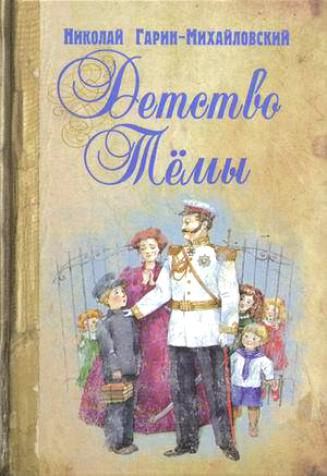 Николай Гарин-Михайловский
Детство
Тёмы